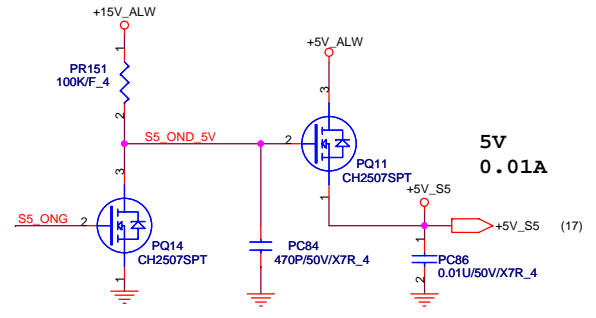 +15V_ALW
+5V_ALW
1
PR151
100K/F_4
2
3
S5_OND_5V
2
PQ11
CH2507SPT
5V
0.01A
3
1
+5V_S5
S5_ONG
2
+5V_S5
(17)
PQ14
CH2507SPT
PC84
470P/50V/X7R_4
1
PC86
0.01U/50V/X7R_4
2
1